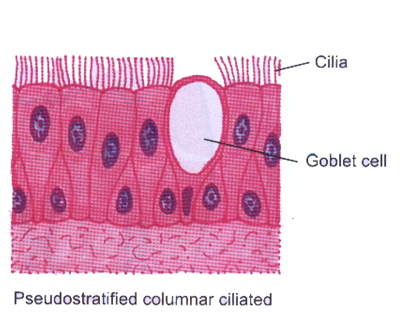 Cilia
Goblet cell
Pseudostratified columnar ciliated